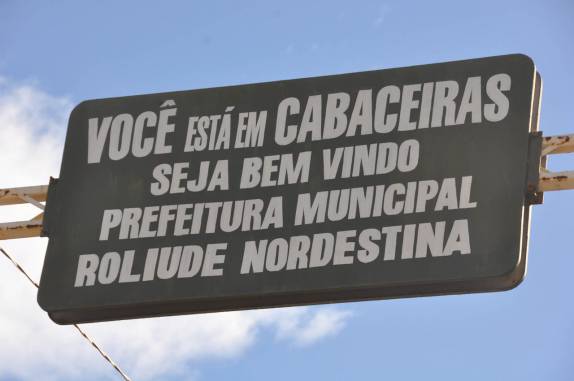 VOCÊ ESTÁ EM CABACEIRAS
SEJA BEM VINDO
PREFEITURA MUNICIPAL
ROLIUDE NORDESTINA